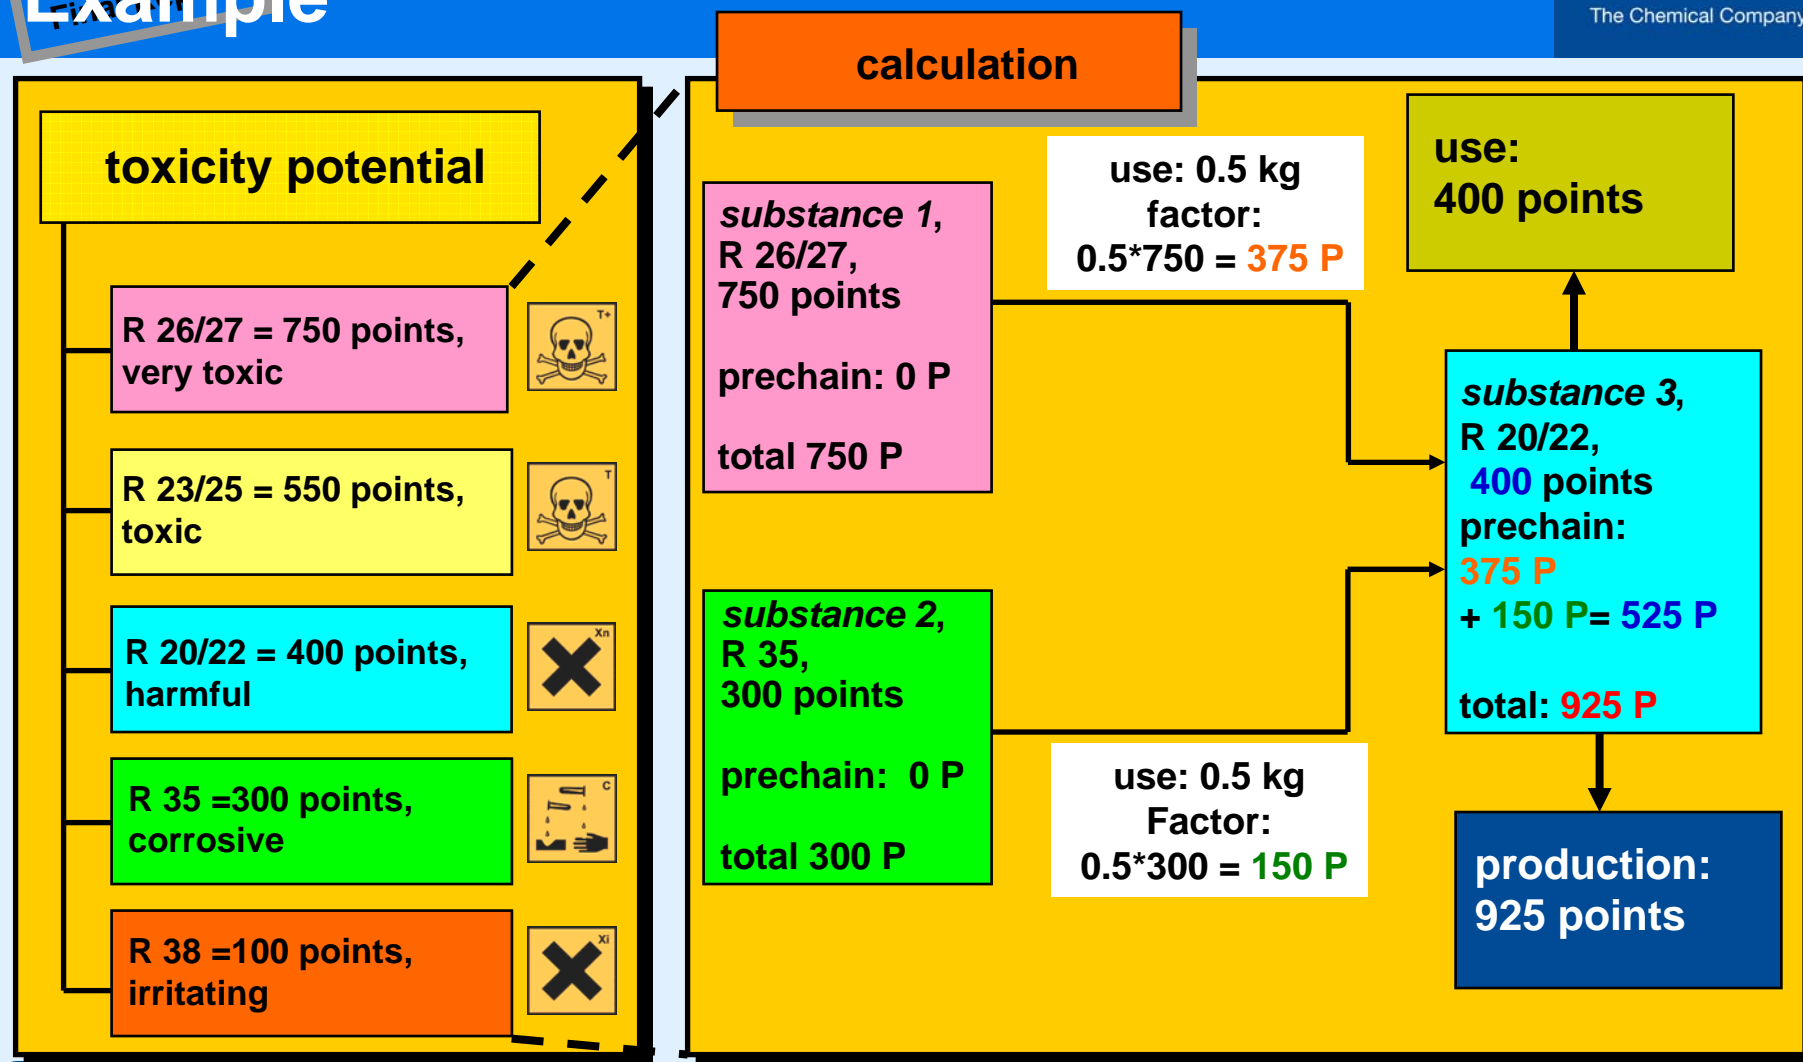 Example
The Chemical Company
calculation
toxicity potential
R 26/27 = 750 points,
very toxic
T+
R 23/25 = 550 points,
toxic
T
R 20/22 = 400 points,
harmful
Xn
R 35 =300 points,
corrosive
C
R 38 =100 points,
irritating
Xi
substance 1,
R 26/27,
750 points
prechain: 0 P
total 750 P
use: 0.5 kg
factor:
0.5*750 = 375 P
substance 2,
R 35,
300 points
prechain: 0 P
total 300 P
use: 0.5 kg
Factor:
0.5*300 = 150 P
use:
400 points
substance 3,
R 20/22,
400 points
prechain:
375 P
+ 150 P= 525 P
total: 925 P
production:
925 points